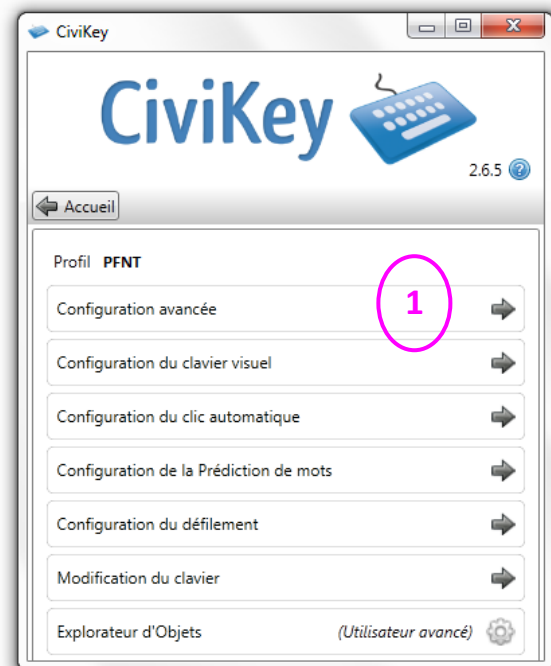 CiviKey
CiviKey
2.6.5
Accueil
Profil PFNT
1
Configuration avancée
Configuration du clavier visuel
Configuration du clic automatique
Configuration de la Prédiction de mots
Configuration du défilement
Modification du clavier
Explorateur d'Objets (Utilisateur avancé)